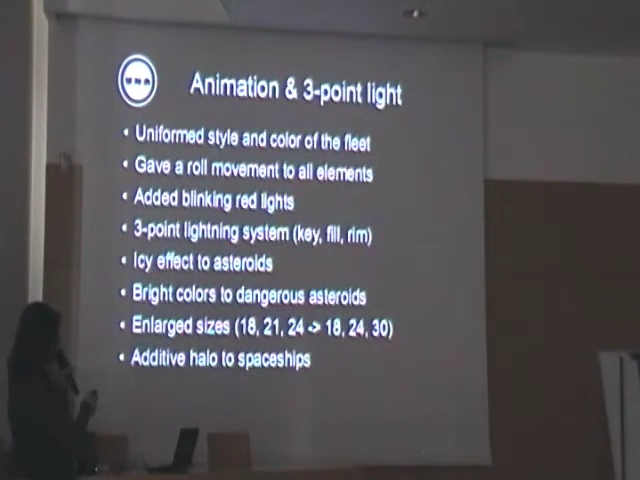 Animation & 3-point light
• Uniformed style and color of the fleet
• Gave a roll movement to all elements
• Added blinking red lights
• 3-point lightning system (key, fill, rim)
• Icy effect to asteroids
• Bright colors to dangerous asteroids
• Enlarged sizes (18, 21, 24 -> 18, 24, 30)
• Additive halo to spaceships